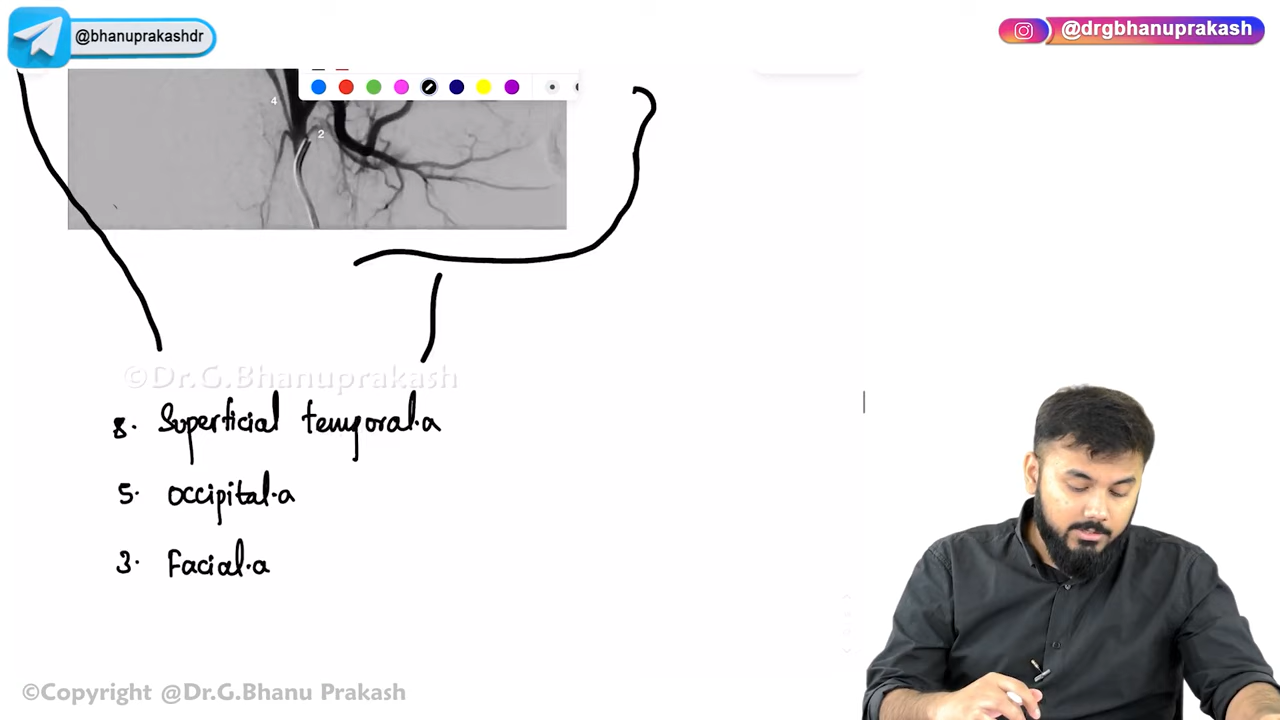 @bhanuprakashdr
@drgbhanuprakash
4
2
©Dr.G.Bhanuprakash
8. Superficial temporal.a
5. Occipital.a
3. Facial.a
©Copyright @Dr.G.Bhanu Prakash